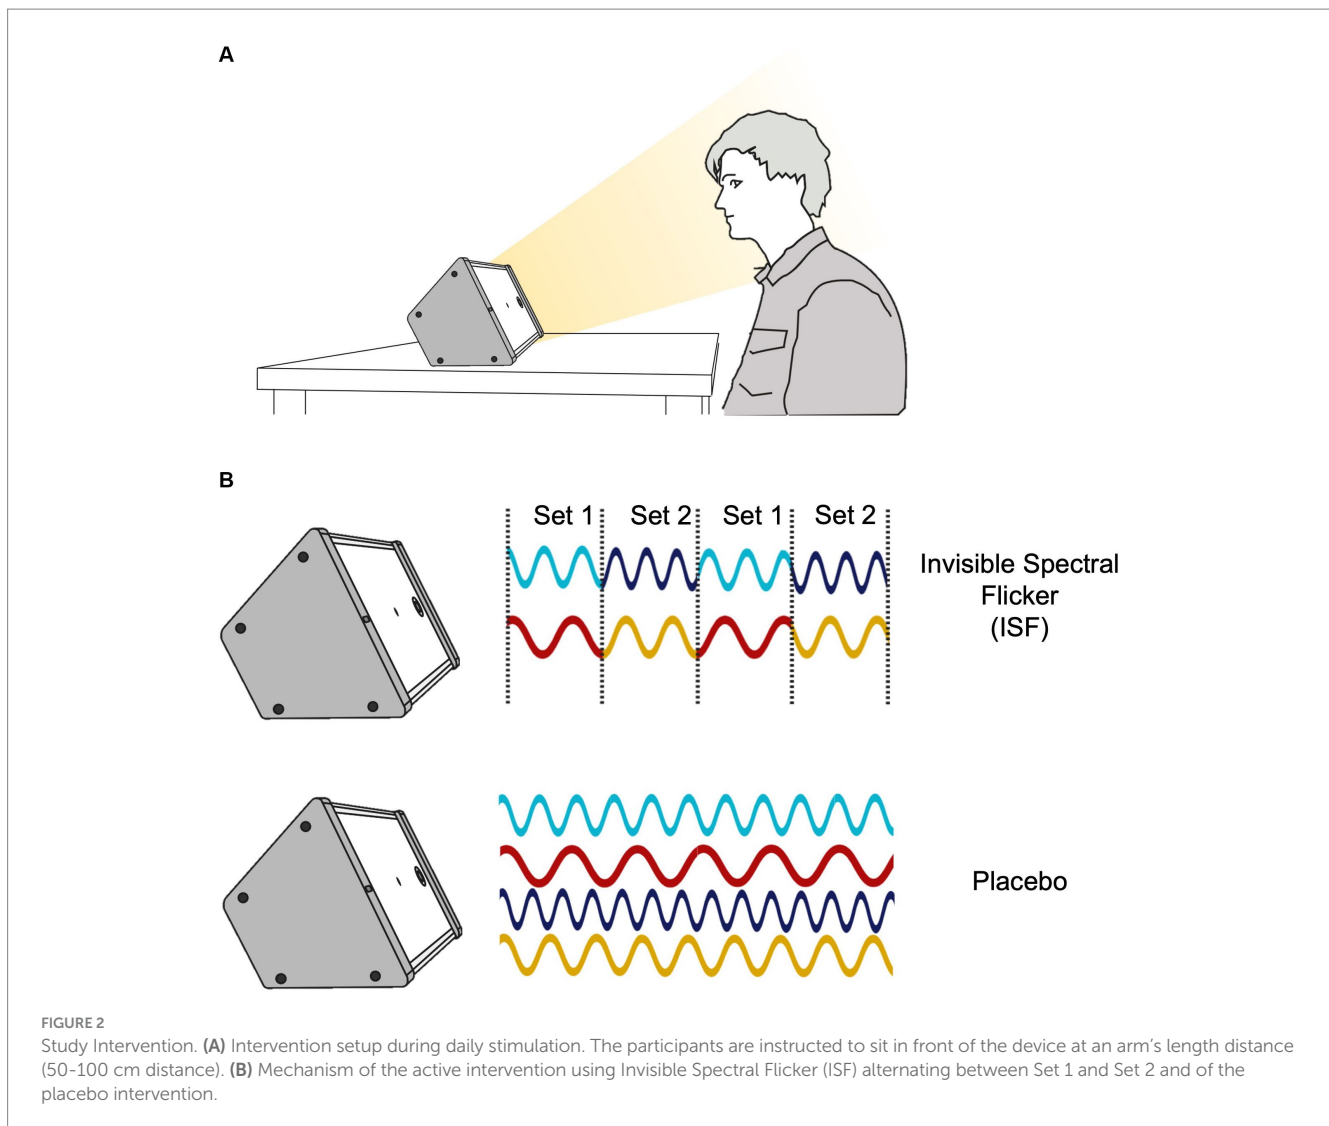 A
B
Set 1 Set 2 Set 1 Set 2
Invisible Spectral
Flicker
(ISF)
Placebo
FIGURE 2
Study Intervention. (A) Intervention setup during daily stimulation. The participants are instructed to sit in front of the device at an arm’s length distance
(50-100 cm distance). (B) Mechanism of the active intervention using Invisible Spectral Flicker (ISF) alternating between Set 1 and Set 2 and of the
placebo intervention.